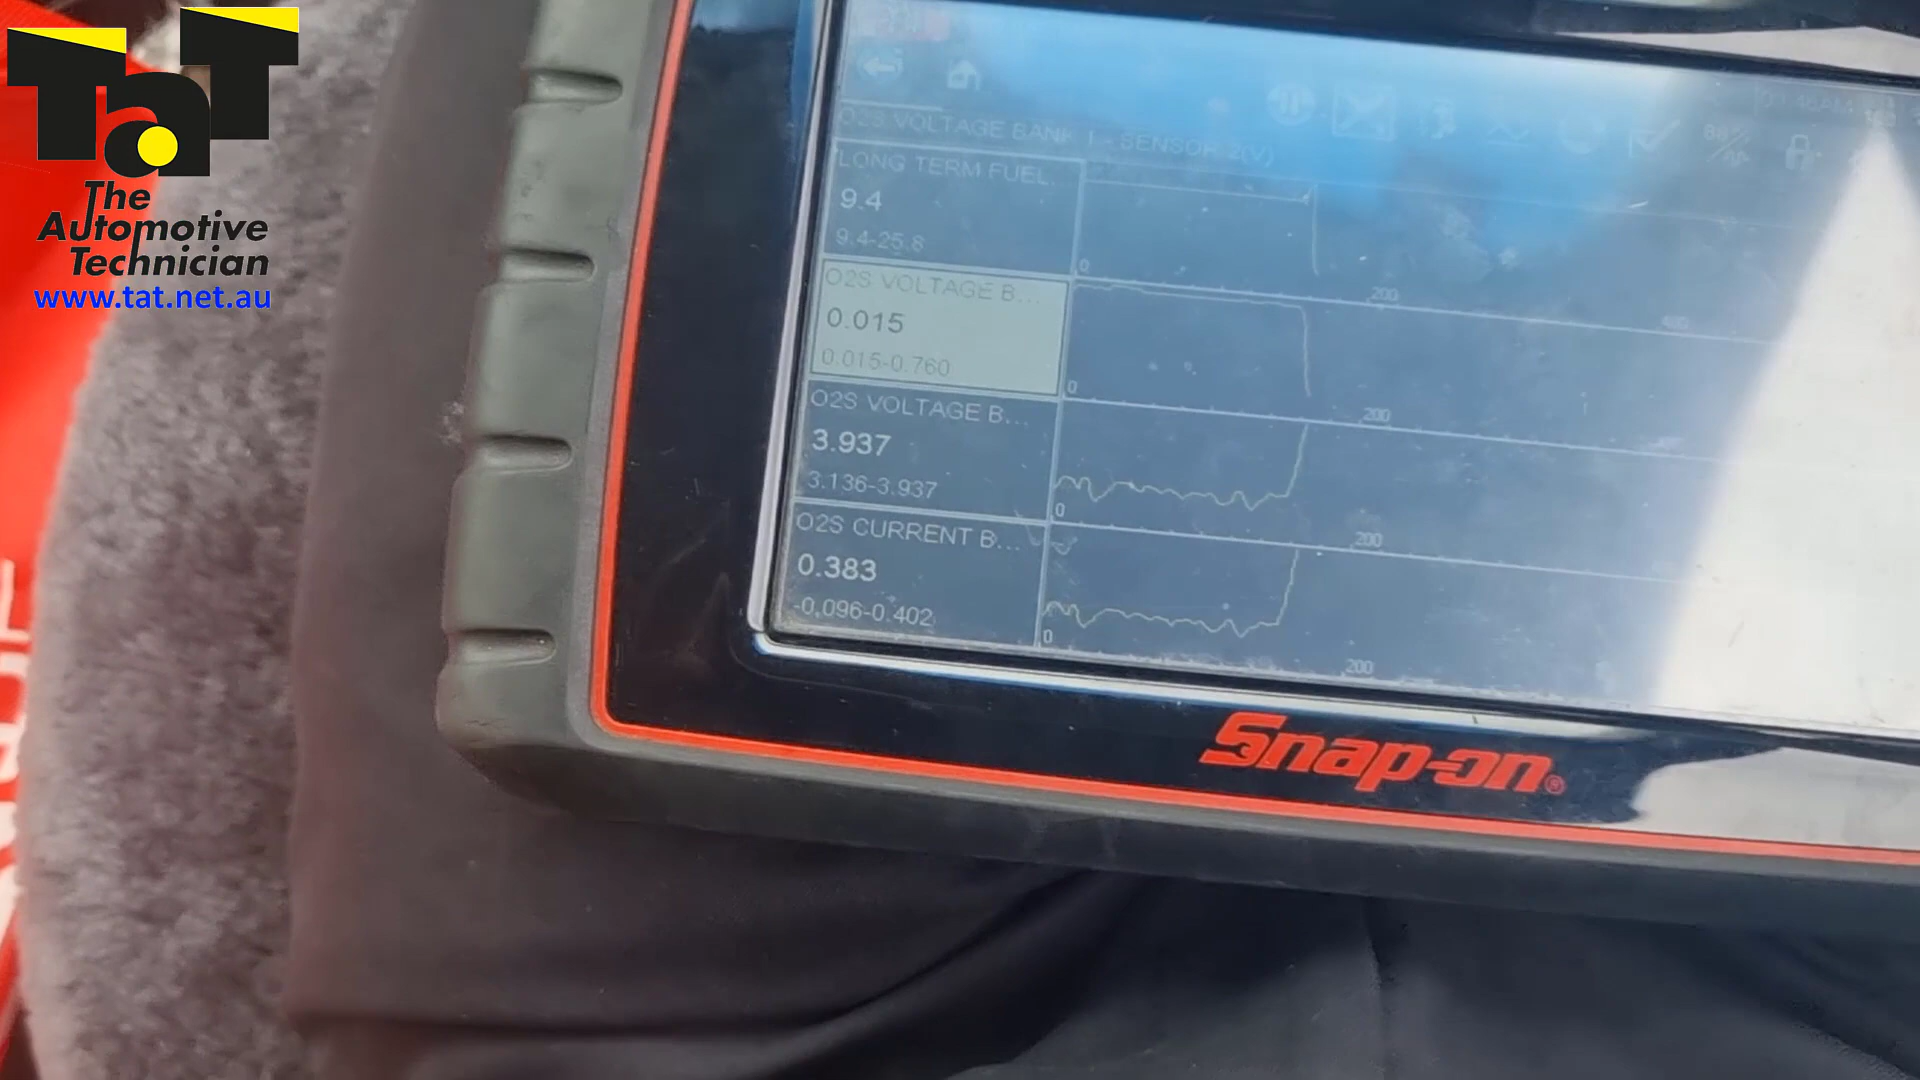 TaT
The
Automotive
Technician
www.tat.net.au
O2S VOLTAGE BANK 1 - SENSOR 2(V)
LONG TERM FUEL...
9.4
9.4-25.8
0
200
400
O2S VOLTAGE B...
0.015
0.015-0.760
0
200
O2S VOLTAGE B...
3.937
3.136-3.937
0
200
O2S CURRENT B...
0.383
-0.096-0.402
0
200
Snap-on®